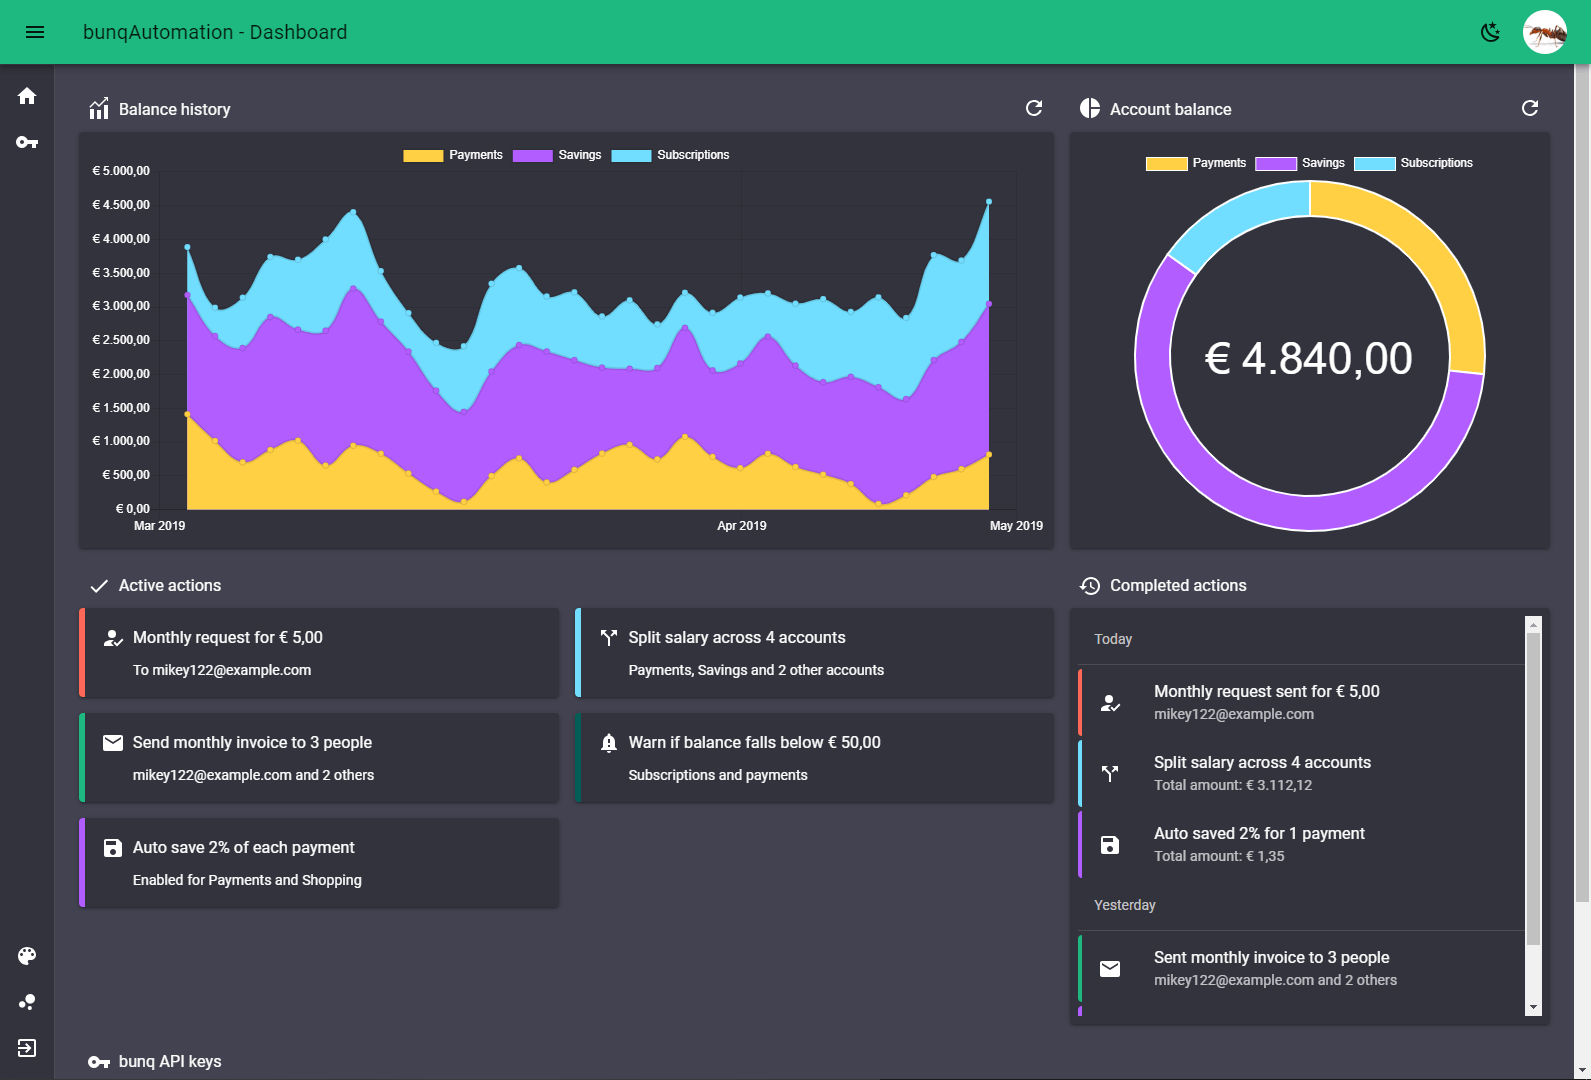 bunqAutomation - Dashboard
Balance history
Payments Savings Subscriptions
€ 5.000,00
€ 4.500,00
€ 4.000,00
€ 3.500,00
€ 3.000,00
€ 2.500,00
€ 2.000,00
€ 1.500,00
€ 1.000,00
€ 500,00
€ 0,00
Mar 2019 Apr 2019 May 2019
Account balance
Payments Savings Subscriptions
€ 4.840,00
Active actions
Monthly request for € 5,00
To mikey122@example.com
Split salary across 4 accounts
Payments, Savings and 2 other accounts
Send monthly invoice to 3 people
mikey122@example.com and 2 others
Warn if balance falls below € 50,00
Subscriptions and payments
Auto save 2% of each payment
Enabled for Payments and Shopping
Completed actions
Today
Monthly request sent for € 5,00
mikey122@example.com
Split salary across 4 accounts
Total amount: € 3.112,12
Auto saved 2% for 1 payment
Total amount: € 1,35
Yesterday
Sent monthly invoice to 3 people
mikey122@example.com and 2 others
bunq API keys